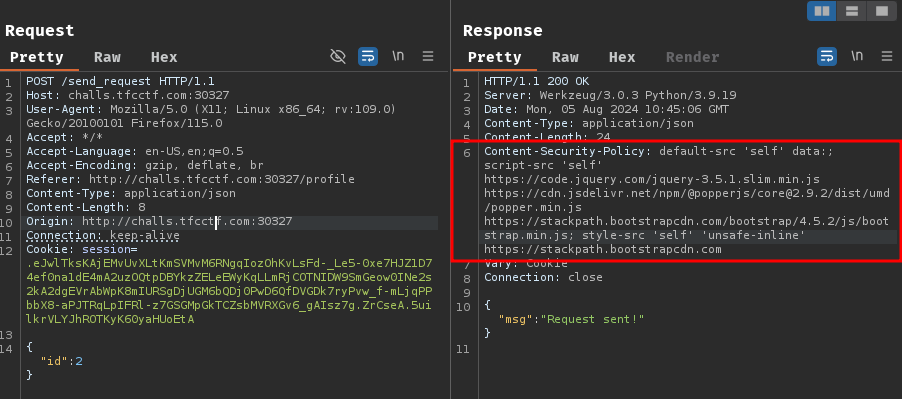 Request
Pretty Raw Hex \n
1 POST /send_request HTTP/1.1
2 Host: challs.tfcctf.com:30327
3 User-Agent: Mozilla/5.0 (X11; Linux x86_64; rv:109.0)
Gecko/20100101 Firefox/115.0
4 Accept: */*
5 Accept-Language: en-US,en;q=0.5
6 Accept-Encoding: gzip, deflate, br
7 Referer: http://challs.tfcctf.com:30327/profile
8 Content-Type: application/json
9 Content-Length: 8
10 Origin: http://challs.tfcctf.com:30327
11 Connection: keep-alive
12 Cookie: session=
13
14 {
"id":2
}
Response
Pretty Raw Hex Render \n
1 HTTP/1.1 200 OK
2 Server: Werkzeug/3.0.3 Python/3.9.19
3 Date: Mon, 05 Aug 2024 10:45:06 GMT
4 Content-Type: application/json
5 Content-Length: 24
6 Content-Security-Policy: default-src 'self' data:;
script-src 'self'
https://code.jquery.com/jquery-3.5.1.slim.min.js
https://cdn.jsdelivr.net/npm/@popperjs/core@2.9.2/dist/umd
/popper.min.js
https://stackpath.bootstrapcdn.com/bootstrap/4.5.2/js/boot
strap.min.js; style-src 'self' 'unsafe-inline'
https://stackpath.bootstrapcdn.com
7 Vary: Cookie
8 Connection: close
9
10 {
"msg":"Request sent!"
}
11